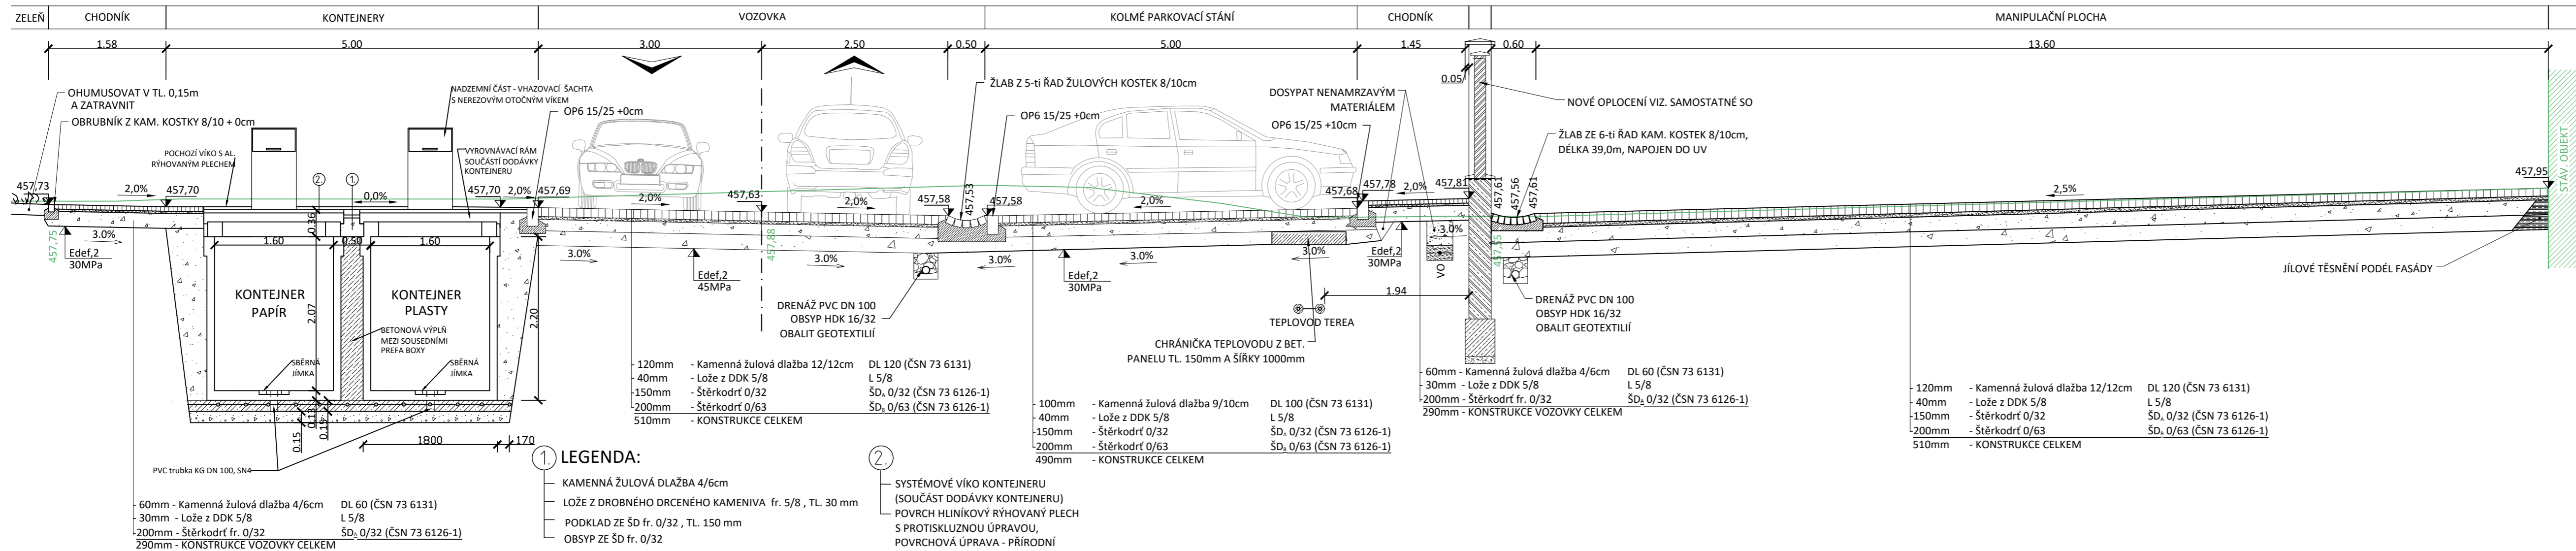 ZELEŇ CHODNÍK KONTEJNERY VOZOVKA KOLMÉ PARKOVACÍ STÁNÍ CHODNÍK MANIPULAČNÍ PLOCHA
1.58 5.00 3.00 2.50 0.50 5.00 1.45 0.60 13.60
0.05
OHUMUSOVAT V TL. 0,15m
A ZATRAVNIT
OBRUBNÍK Z KAM. KOSTKY 8/10 + 0cm
POCHOZÍ VÍKO S AL.
RÝHOVANÝM PLECHEM
NADZEMNÍ ČÁST - VHAZOVACÍ ŠACHTA
S NEREZOVÝM OTOČNÝM VÍKEM
VYROVNÁVACÍ RÁM
SOUČÁSTÍ DODÁVKY
KONTEJNERU
OP6 15/25 +0cm
ŽLAB Z 5-ti ŘAD ŽULOVÝCH KOSTEK 8/10cm
OP6 15/25 +0cm
DOSYPAT NENAMRZAVÝM
MATERIÁLEM
OP6 15/25 +10cm
NOVÉ OPLOCENÍ VIZ. SAMOSTATNÉ SO
ŽLAB ZE 6-ti ŘAD KAM. KOSTEK 8/10cm,
DÉLKA 39,0m, NAPOJEN DO UV
STAV. OBJEKT
457,73 2,0% 457,70 2. 1. 0,0% 457,70 2,0% 457,69 2,0% 457,63 2,0% 457,58 457,53 457,58 2,0% 457,68 457,78 2,0% 457,81 457,61 457,56 457,61 2,5% 457,95
457,75
3.0%
Edef,2
30MPa
0.36
1.60 0.50 1.60
KONTEJNER
PAPÍR
2.07
KONTEJNER
PLASTY
BETONOVÁ VÝPLŇ
MEZI SOUSEDNÍMI
PREFA BOXY
SBĚRNÁ
JÍMKA
SBĚRNÁ
JÍMKA
2.20
0.15 0.13
1800 170
PVC trubka KG DN 100, SN4
3.0%
Edef,2
45MPa
457,88
3.0%
DRENÁŽ PVC DN 100
OBSYP HDK 16/32
OBALIT GEOTEXTILIÍ
3.0%
Edef,2
30MPa
3.0%
3.0%
Edef,2
30MPa
3.0%
VO
1.94
TEPLOVOD TEREA
CHRÁNIČKA TEPLOVODU Z BET.
PANELU TL. 150mm A ŠÍŘKY 1000mm
DRENÁŽ PVC DN 100
OBSYP HDK 16/32
OBALIT GEOTEXTILIÍ
JÍLOVÉ TĚSNĚNÍ PODÉL FASÁDY
120mm - Kamenná žulová dlažba 12/12cm DL 120 (ČSN 73 6131)
40mm - Lože z DDK 5/8 L 5/8
150mm - Štěrkodrť 0/32 ŠDA 0/32 (ČSN 73 6126-1)
200mm - Štěrkodrť 0/63 ŠDB 0/63 (ČSN 73 6126-1)
510mm - KONSTRUKCE CELKEM
100mm - Kamenná žulová dlažba 9/10cm DL 100 (ČSN 73 6131)
40mm - Lože z DDK 5/8 L 5/8
150mm - Štěrkodrť 0/32 ŠDA 0/32 (ČSN 73 6126-1)
200mm - Štěrkodrť 0/63 ŠDB 0/63 (ČSN 73 6126-1)
490mm - KONSTRUKCE CELKEM
60mm - Kamenná žulová dlažba 4/6cm DL 60 (ČSN 73 6131)
30mm - Lože z DDK 5/8 L 5/8
200mm - Štěrkodrť fr. 0/32 ŠDA 0/32 (ČSN 73 6126-1)
290mm - KONSTRUKCE VOZOVKY CELKEM
120mm - Kamenná žulová dlažba 12/12cm DL 120 (ČSN 73 6131)
40mm - Lože z DDK 5/8 L 5/8
150mm - Štěrkodrť 0/32 ŠDA 0/32 (ČSN 73 6126-1)
200mm - Štěrkodrť 0/63 ŠDB 0/63 (ČSN 73 6126-1)
510mm - KONSTRUKCE CELKEM
60mm - Kamenná žulová dlažba 4/6cm DL 60 (ČSN 73 6131)
30mm - Lože z DDK 5/8 L 5/8
200mm - Štěrkodrť fr. 0/32 ŠDA 0/32 (ČSN 73 6126-1)
290mm - KONSTRUKCE VOZOVKY CELKEM
1. LEGENDA:
KAMENNÁ ŽULOVÁ DLAŽBA 4/6cm
LOŽE Z DROBNÉHO DRCENÉHO KAMENIVA fr. 5/8 , TL. 30 mm
PODKLAD ZE ŠD fr. 0/32 , TL. 150 mm
OBSYP ZE ŠD fr. 0/32
2.
SYSTÉMOVÉ VÍKO KONTEJNERU
(SOUČÁST DODÁVKY KONTEJNERU)
POVRCH HLINÍKOVÝ RÝHOVANÝ PLECH
S PROTISKLUZNOU ÚPRAVOU,
POVRCHOVÁ ÚPRAVA - PŘÍRODNÍ